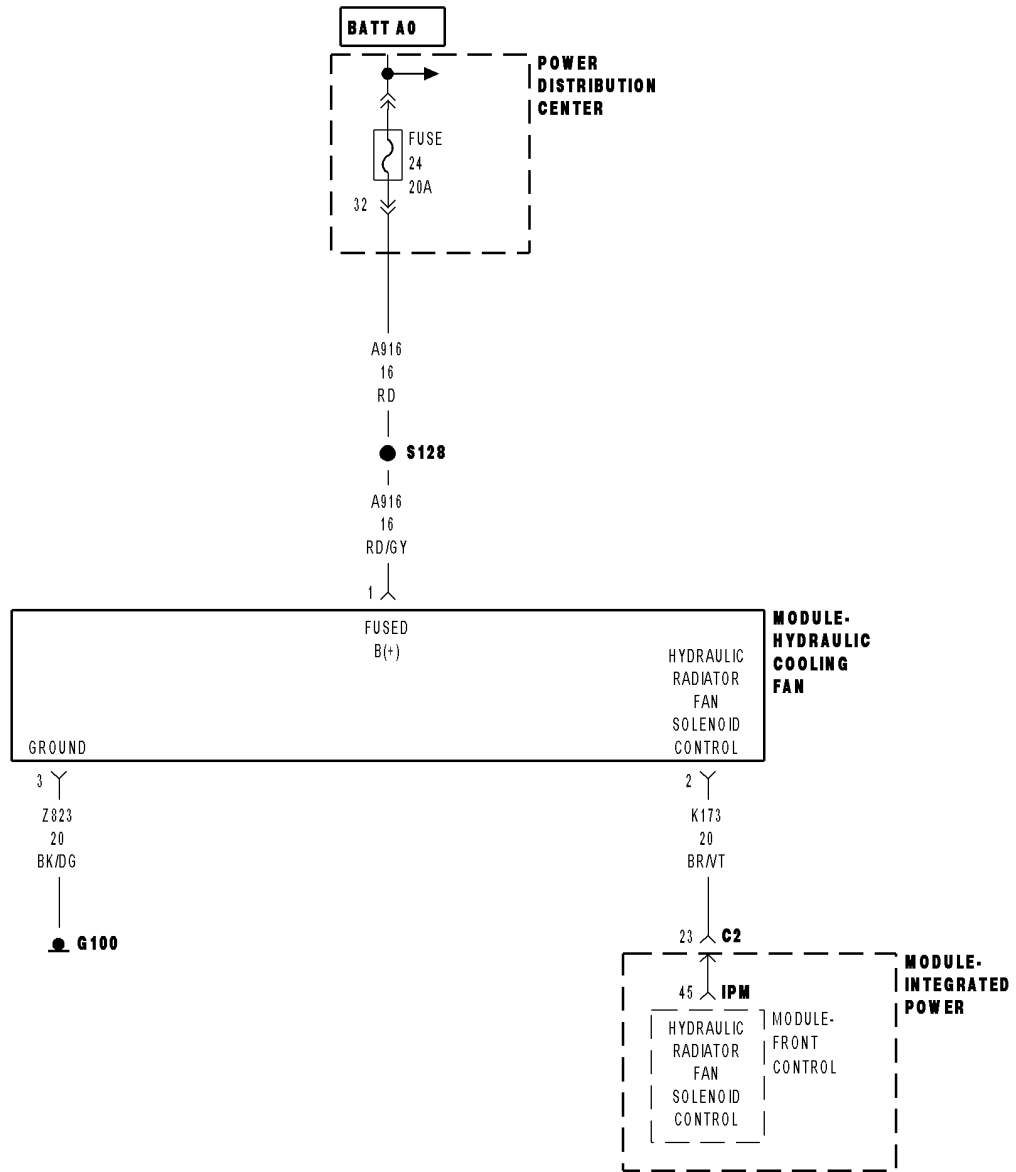 BATT A0
POWER
DISTRIBUTION
CENTER
FUSE
24
20A
32
A916
16
RD
S128
A916
16
RD/GY
1
FUSED
B(+)
MODULE-
HYDRAULIC
COOLING
FAN
HYDRAULIC
RADIATOR
FAN
SOLENOID
CONTROL
GROUND
3
Z823
20
BK/DG
G100
2
K173
20
BR/VT
23
C2
MODULE-
INTEGRATED
POWER
45
IPM
HYDRAULIC
RADIATOR
FAN
SOLENOID
CONTROL
MODULE-
FRONT
CONTROL